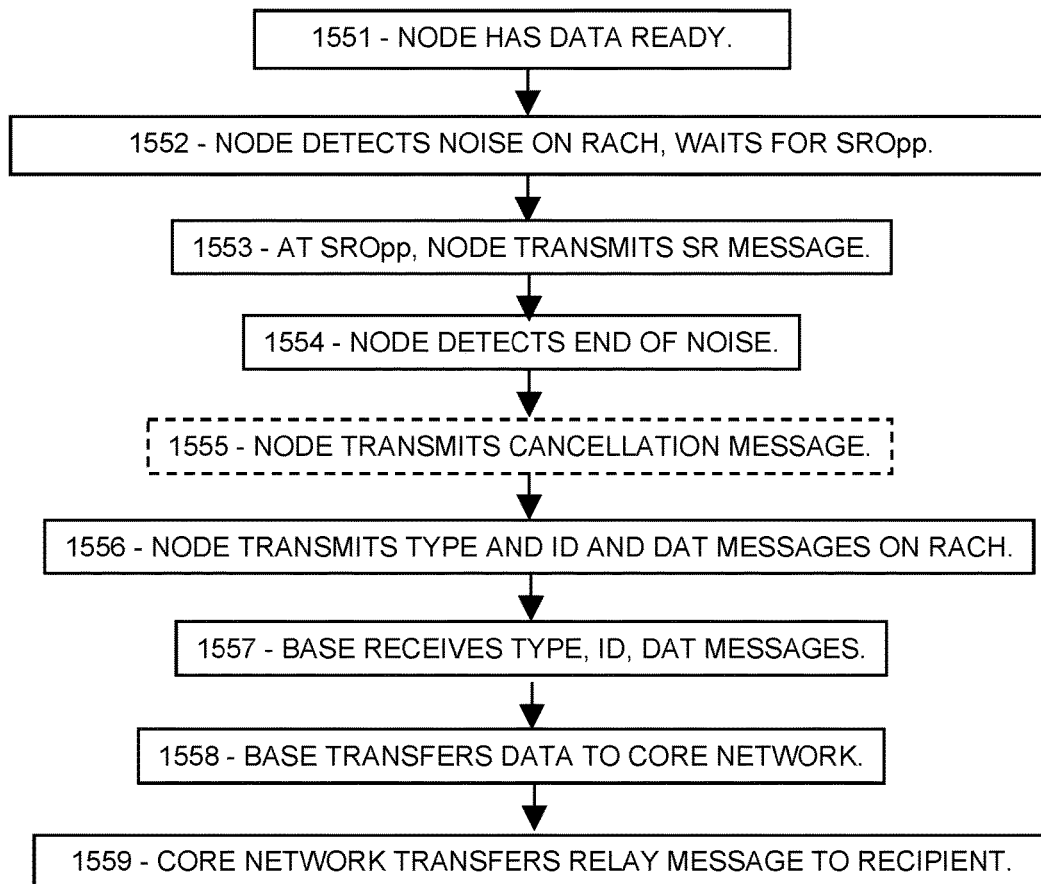 1551 - NODE HAS DATA READY.
1552 - NODE DETECTS NOISE ON RACH, WAITS FOR SROpp.
1553 - AT SROpp, NODE TRANSMITS SR MESSAGE.
1554 - NODE DETECTS END OF NOISE.
1555 - NODE TRANSMITS CANCELLATION MESSAGE.
1556 - NODE TRANSMITS TYPE AND ID AND DAT MESSAGES ON RACH.
1557 - BASE RECEIVES TYPE, ID, DAT MESSAGES.
1558 - BASE TRANSFERS DATA TO CORE NETWORK.
1559 - CORE NETWORK TRANSFERS RELAY MESSAGE TO RECIPIENT.